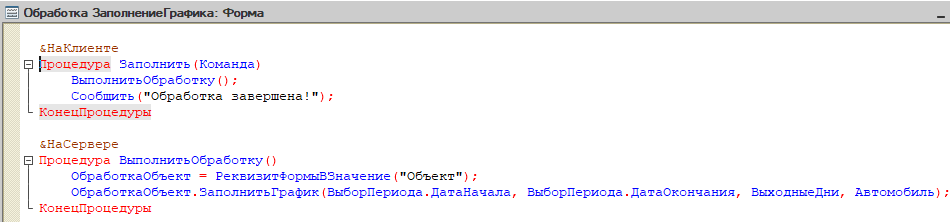 Обработка ЗаполнениеГрафика: Форма
&НаКлиенте
Процедура Заполнить(Команда)
ВыполнитьОбработку();
Сообщить("Обработка завершена!");
КонецПроцедуры
&НаСервере
Процедура ВыполнитьОбработку()
ОбработкаОбъект = РеквизитФормыВЗначение("Объект");
ОбработкаОбъект.ЗаполнитьГрафик(ВыборПериода.ДатаНачала, ВыборПериода.ДатаОкончания, ВыходныеДни, Автомобиль);
КонецПроцедуры